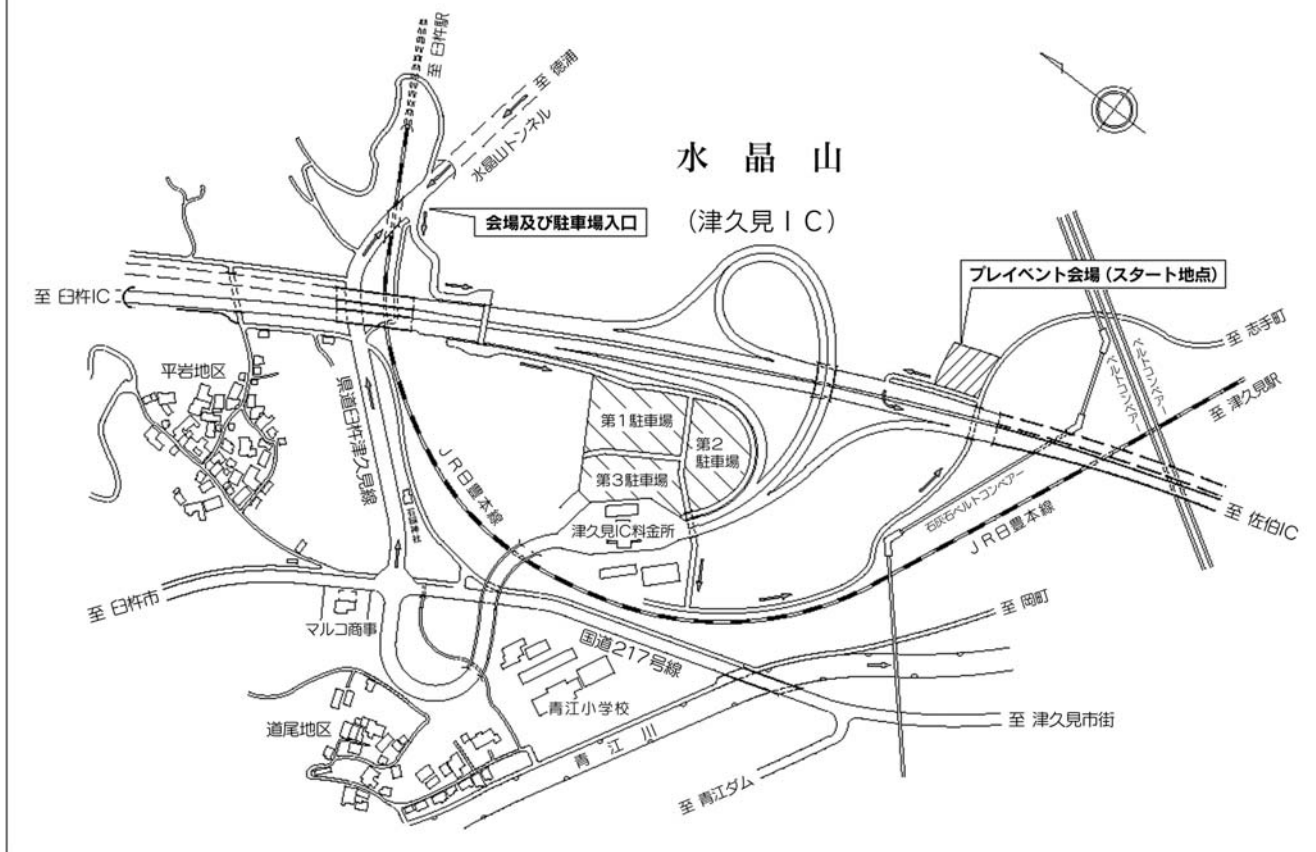 至 臼杵駅
至 徳浦
水晶山トンネル
水晶山
会場及び駐車場入口
(津久見IC)
プレイベント会場(スタート地点)
至 臼杵IC
至 志手町
ベルトコンベアー
ベルトコンベアー
至 津久見駅
平岩地区
県道臼杵津久見線
第1駐車場
第2
駐車場
第3駐車場
JR日豊本線
津久見IC料金所
石灰石ベルトコンベアー
JR日豊本線
至 佐伯IC
至 臼杵市
マルコ商事
至 岡町
国道217号線
青江小学校
道尾地区
青江川
至 津久見市街
至 青江ダム